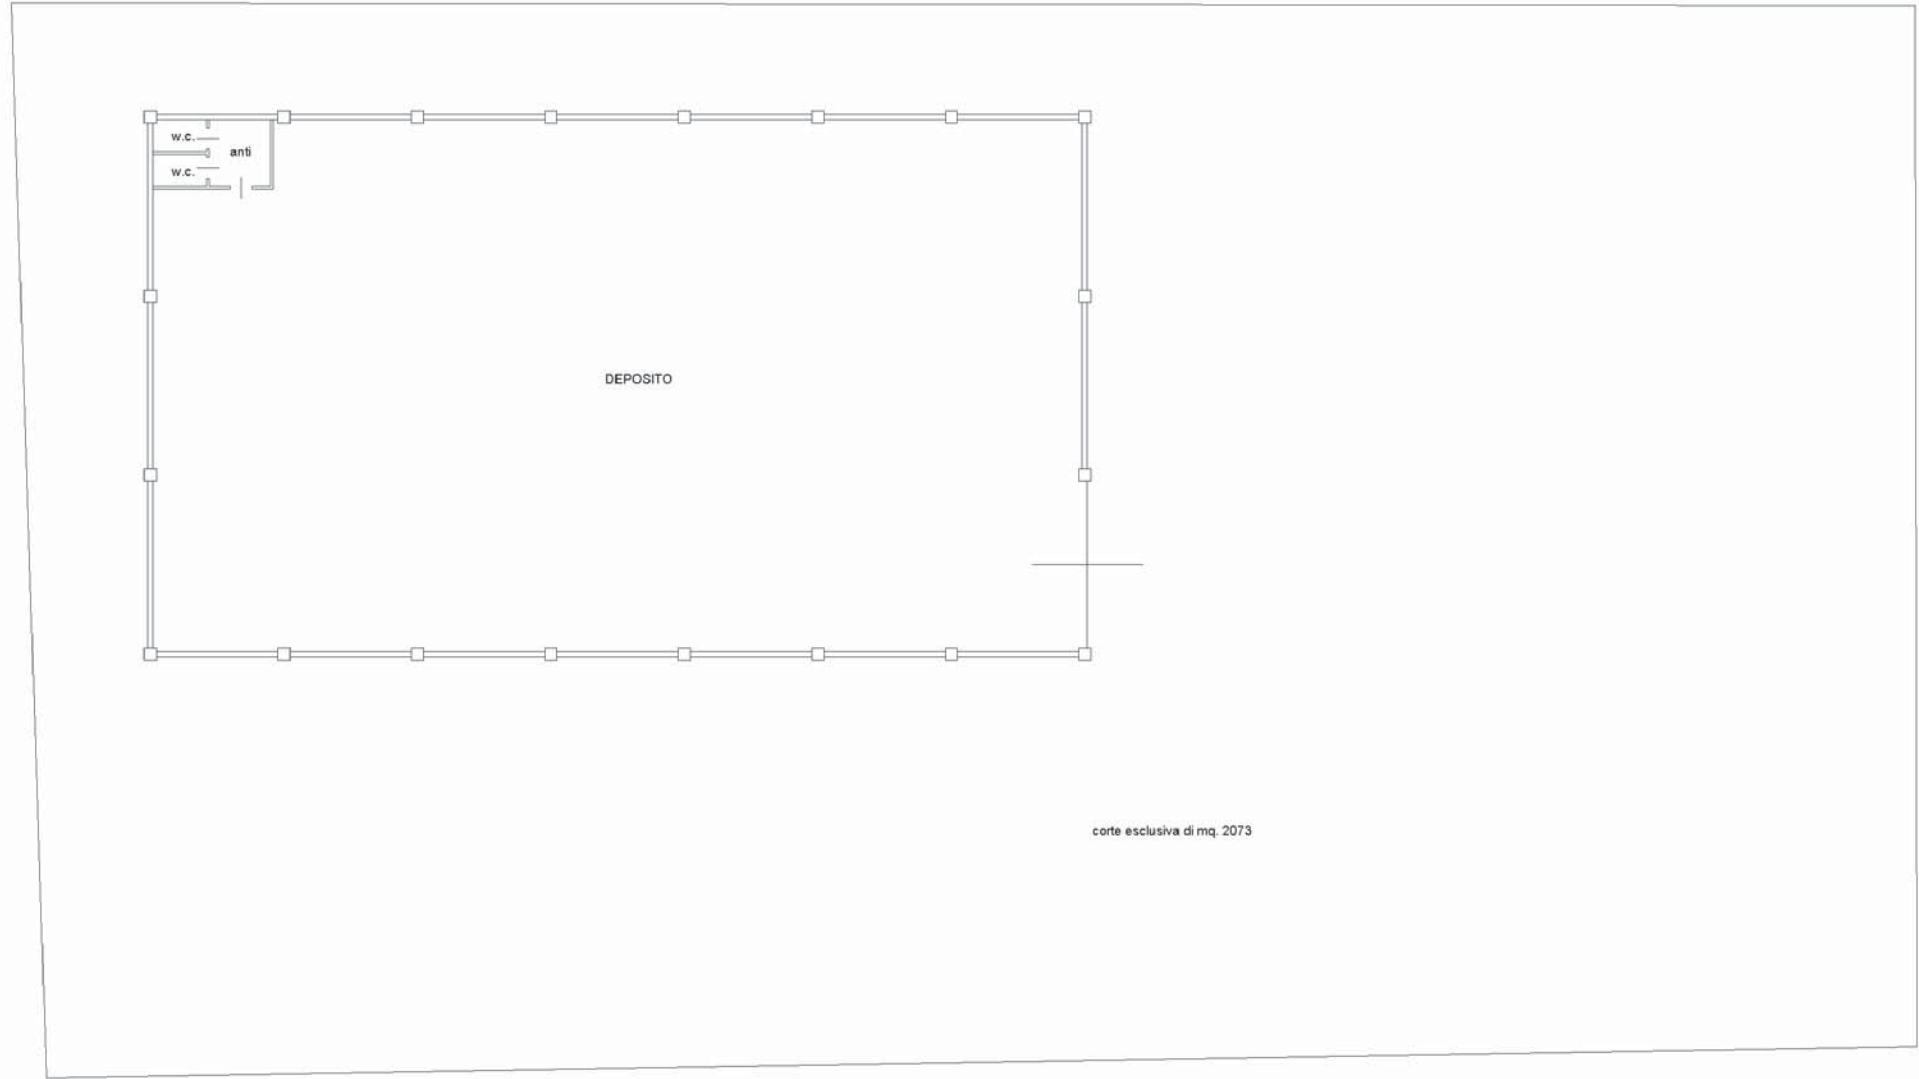 w.c.
anti
w.c.
DEPOSITO
corte esclusiva di mq. 2073